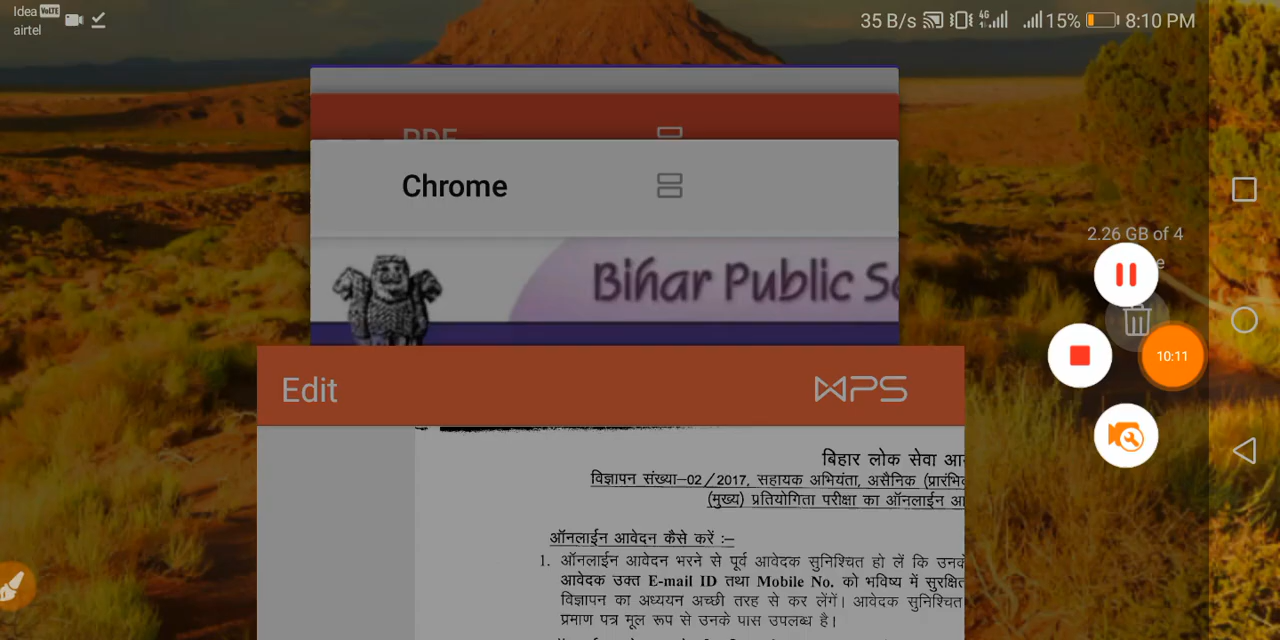 Idea VoLTE
airtel
35 B/s 4G 15% 8:10 PM
PDF
Chrome
2.26 GB of 4
Bihar Public
10:11
Edit WPS
बिहार लोक सेवा
विज्ञापन संख्या–02/2017, सहायक अभियंता, असैनिक
(मुख्य) प्रतियोगिता परीक्षा का ऑनलाईन
ऑनलाईन आवेदन कैसे करें :–
1. ऑनलाईन आवेदन भरने से पूर्व आवेदक सुनिश्चित हो लें कि
आवेदक उक्त E-mail ID तथा Mobile No. को भविष्य में
विज्ञापन का अध्ययन अच्छी तरह से कर लेंगें। आवेदक सुनिश्चित
प्रमाण पत्र मूल रूप से उनके पास उपलब्ध है।